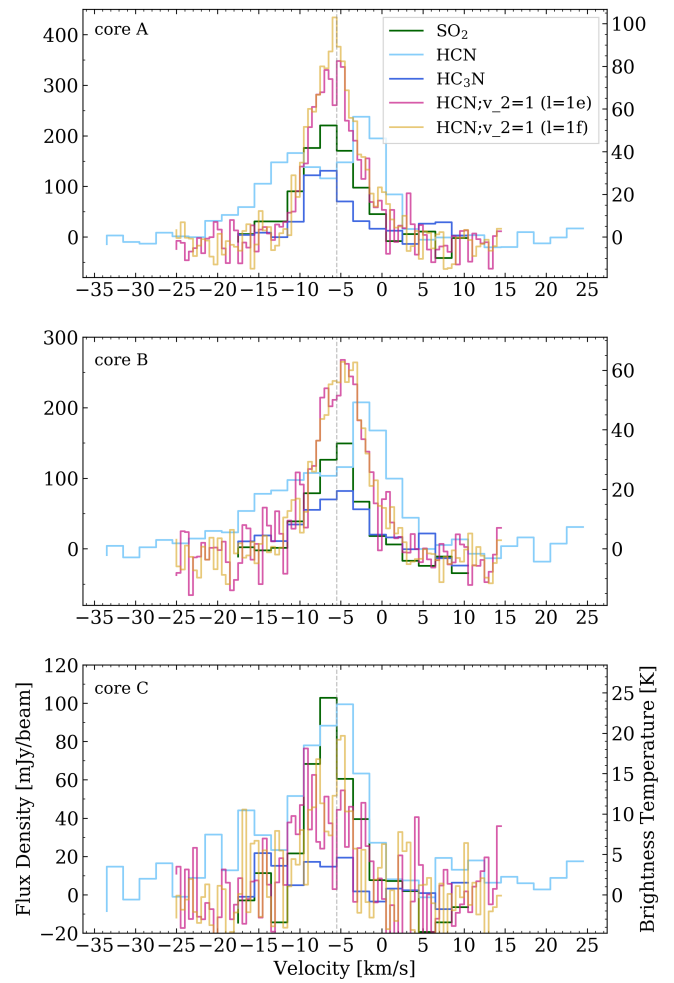 core A
SO₂
HCN
HC₃N
HCN;v_2=1 (l=1e)
HCN;v_2=1 (l=1f)
450
400
300
200
100
0
100
80
60
40
20
0
−35 −30 −25 −20 −15 −10 −5 0 5 10 15 20 25
core B
300
200
100
0
60
40
20
0
−35 −30 −25 −20 −15 −10 −5 0 5 10 15 20 25
core C
120
100
80
60
40
20
0
−20
25
20
15
10
5
0
−35 −30 −25 −20 −15 −10 −5 0 5 10 15 20 25
Flux Density [mJy/beam]
Brightness Temperature [K]
Velocity [km/s]